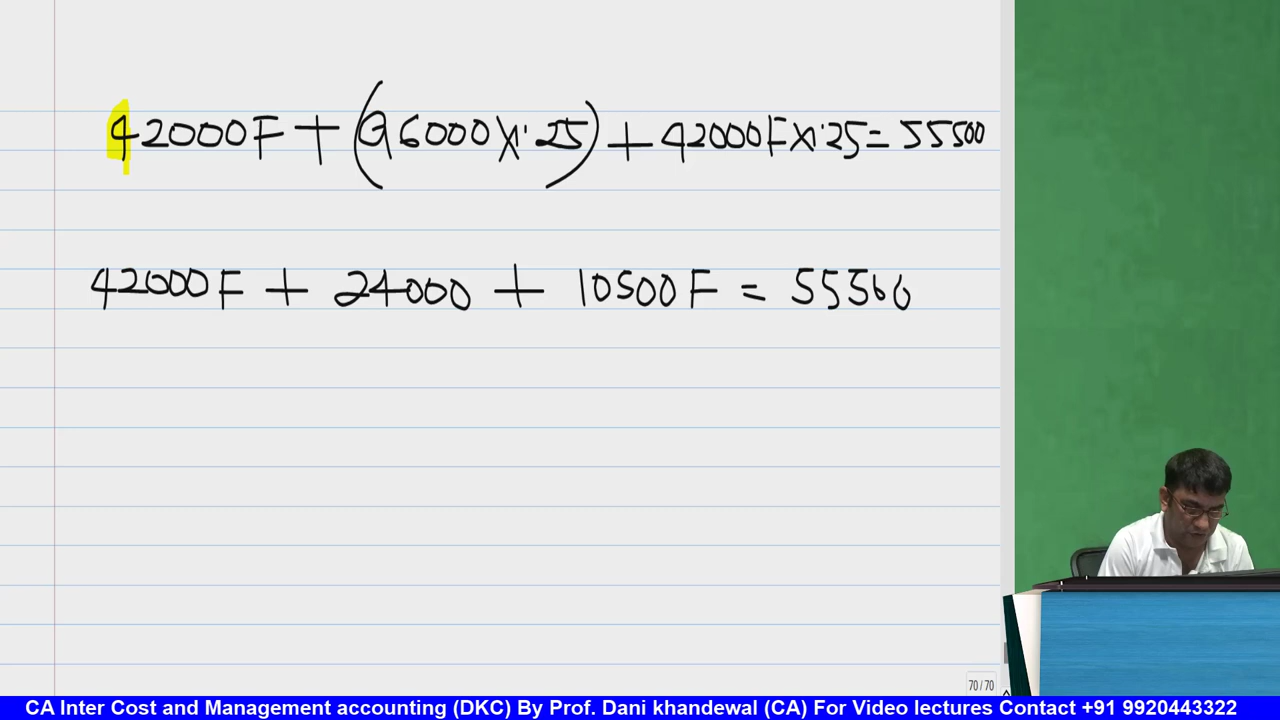 42000F + (96000 x .25) + 42000F x .25 = 55500
42000F + 24000 + 10500F = 55500
70 / 70
CA Inter Cost and Management accounting (DKC) By Prof. Dani khandewal (CA) For Video lectures Contact +91 9920443322